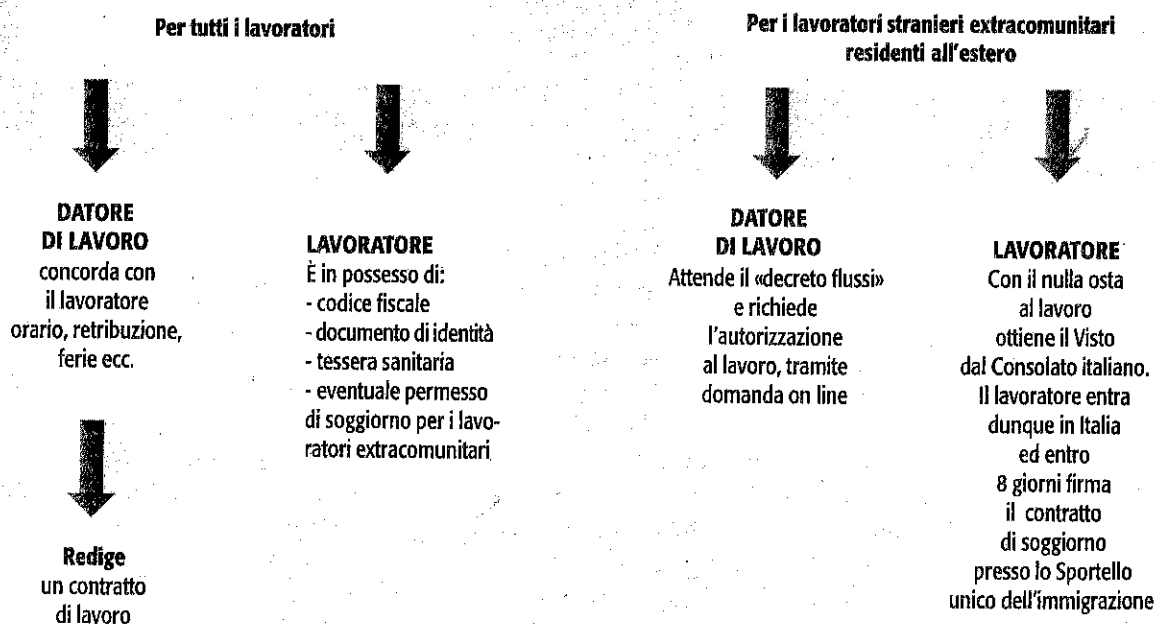 Per tutti i lavoratori
DATORE
DI LAVORO
concorda con
il lavoratore
orario, retribuzione,
ferie ecc.
Redige
un contratto
di lavoro
LAVORATORE
È in possesso di:
- codice fiscale
- documento di identità
- tessera sanitaria
- eventuale permesso
di soggiorno per i lavo-
ratori extracomunitari
Per i lavoratori stranieri extracomunitari
residenti all'estero
DATORE
DI LAVORO
Attende il «decreto flussi»
e richiede
l'autorizzazione
al lavoro, tramite
domanda on line
LAVORATORE
Con il nulla osta
al lavoro
ottiene il Visto
dal Consolato italiano.
Il lavoratore entra
dunque in Italia
ed entro
8 giorni firma
il contratto
di soggiorno
presso lo Sportello
unico dell'immigrazione